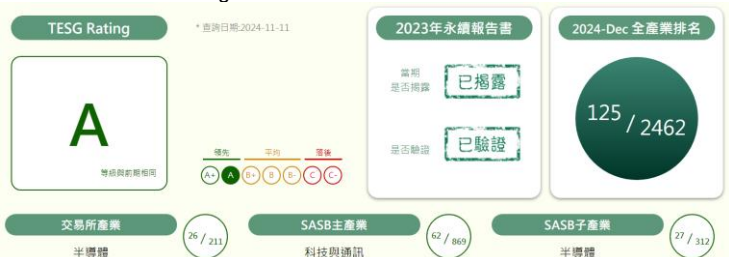 TESG Rating
* 查詢日期:2024-11-11
A
等級與前期相同
領先 平均 落後
A+ A B+ B B- C C-
2023年永續報告書
當期
是否揭露
已揭露
是否驗證
已驗證
2024-Dec 全產業排名
125 / 2462
交易所產業
26 / 211
半導體
SASB主產業
62 / 869
科技與通訊
SASB子產業
27 / 312
半導體